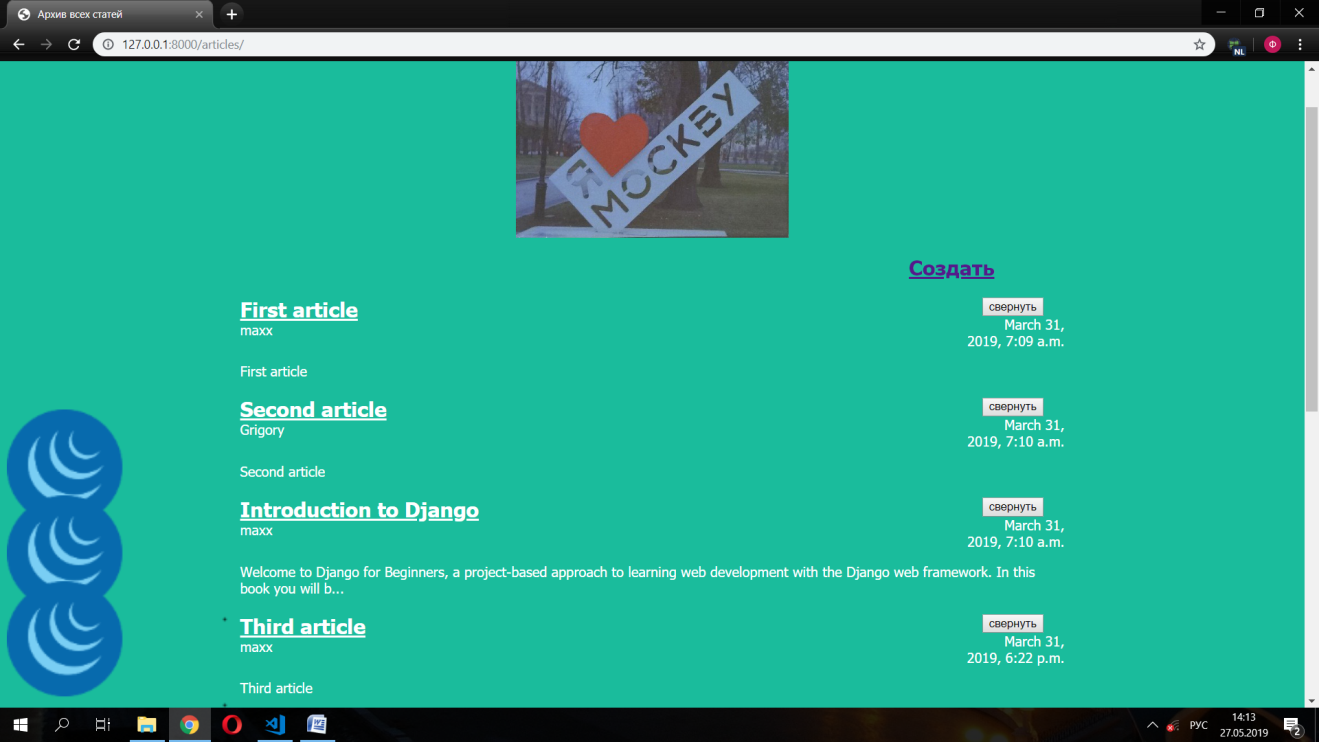 Архив всех статей
127.0.0.1:8000/articles/
NL
Ф
Я МОСКВУ
Создать
First article
свернуть
maxx
March 31,
2019, 7:09 a.m.
First article
Second article
свернуть
Grigory
March 31,
2019, 7:10 a.m.
Second article
Introduction to Django
свернуть
maxx
March 31,
2019, 7:10 a.m.
Welcome to Django for Beginners, a project-based approach to learning web development with the Django web framework. In this
book you will b...
Third article
свернуть
maxx
March 31,
2019, 6:22 p.m.
Third article
РУС
14:13
27.05.2019
2